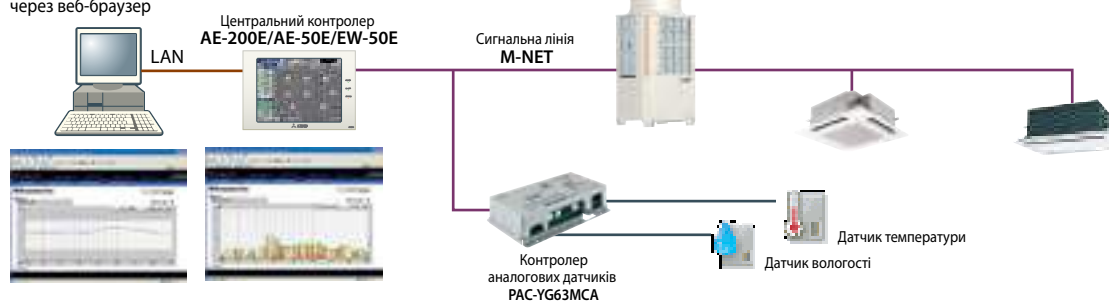 через веб-браузер
Центральний контролер
AE-200E/AE-50E/EW-50E
LAN
Сигнальна лінія
M-NET
Датчик температури
Датчик вологості
Контролер
аналогових датчиків
PAC-YG63MCA